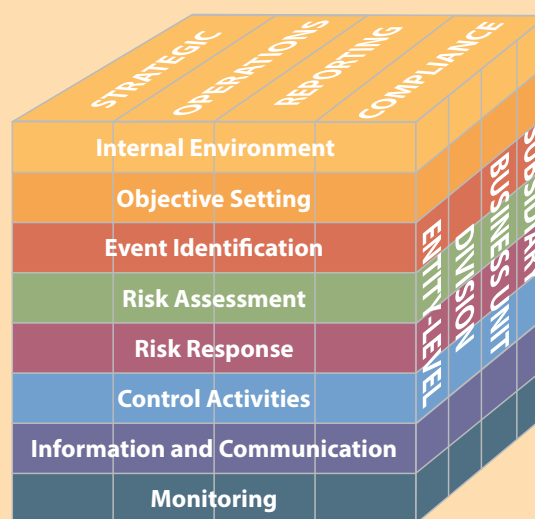 STRATEGIC
OPERATIONS
REPORTING
COMPLIANCE
Internal Environment
Objective Setting
Event Identification
Risk Assessment
Risk Response
Control Activities
Information and Communication
Monitoring
ENTITY-LEVEL
DIVISION
BUSINESS UNIT